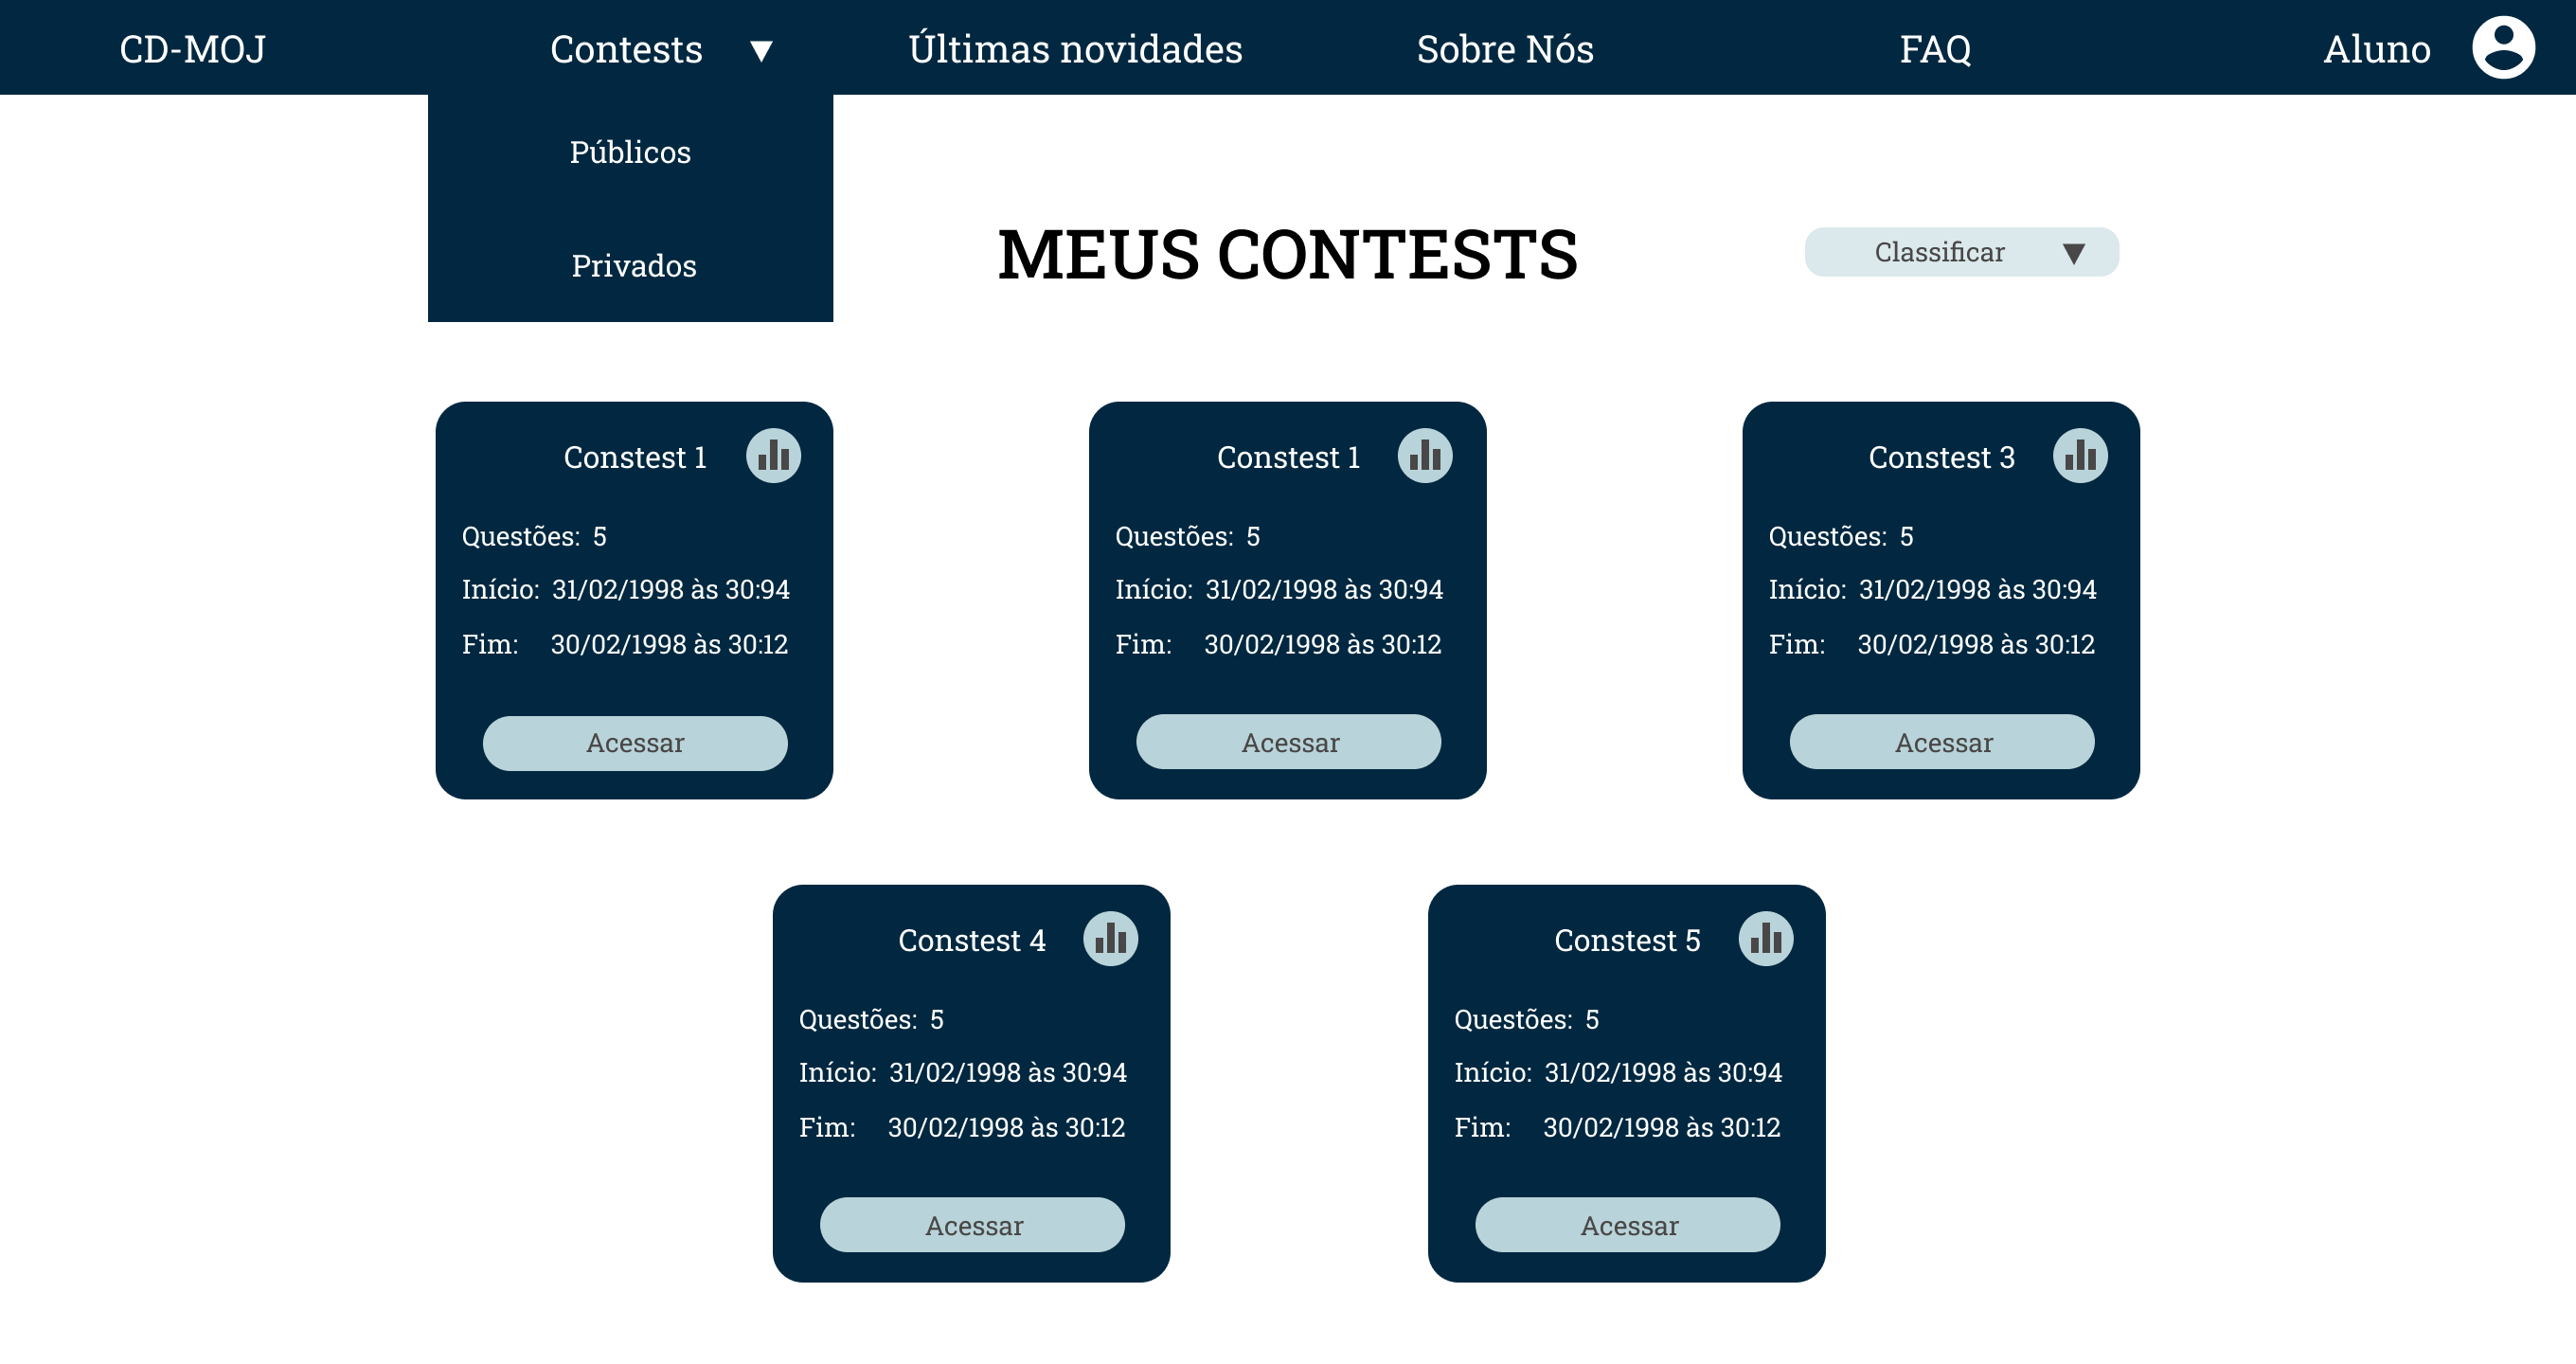 CD-MOJ
Contests ▼
Últimas novidades
Sobre Nós
FAQ
Aluno
Públicos
Privados
MEUS CONTESTS
Classificar ▼
Constest 1
Questões: 5
Início: 31/02/1998 às 30:94
Fim: 30/02/1998 às 30:12
Acessar
Constest 1
Questões: 5
Início: 31/02/1998 às 30:94
Fim: 30/02/1998 às 30:12
Acessar
Constest 3
Questões: 5
Início: 31/02/1998 às 30:94
Fim: 30/02/1998 às 30:12
Acessar
Constest 4
Questões: 5
Início: 31/02/1998 às 30:94
Fim: 30/02/1998 às 30:12
Acessar
Constest 5
Questões: 5
Início: 31/02/1998 às 30:94
Fim: 30/02/1998 às 30:12
Acessar